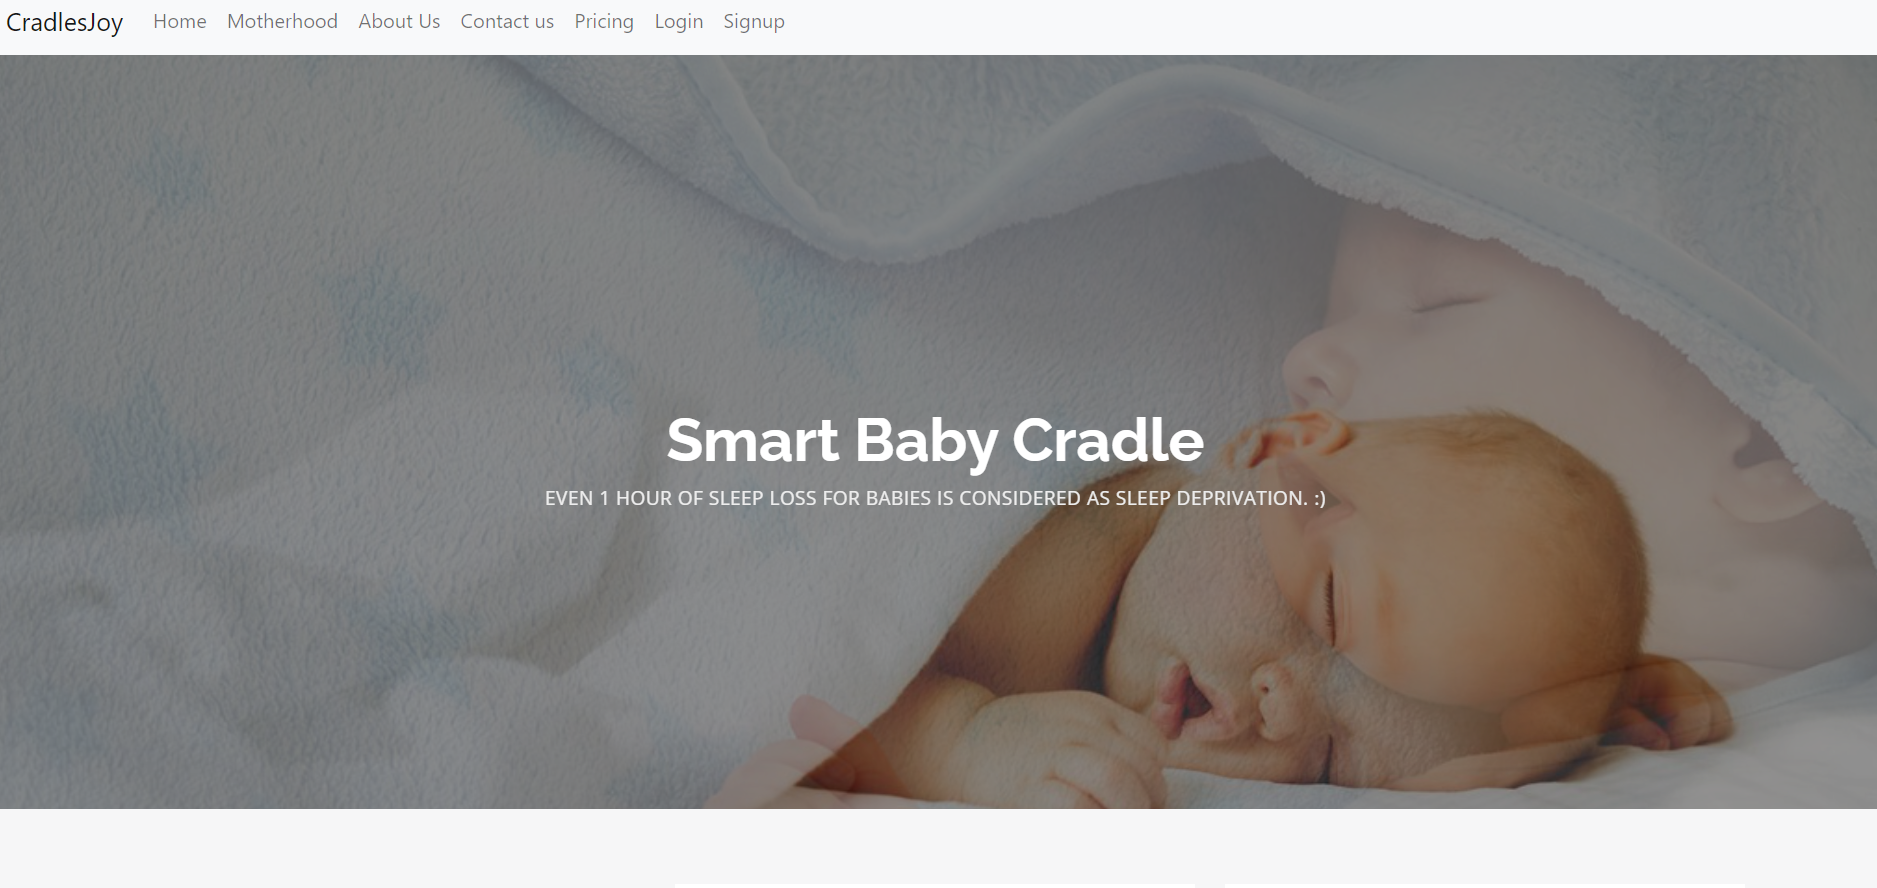 CradlesJoy Home Motherhood About Us Contact us Pricing Login Signup
Smart Baby Cradle
EVEN 1 HOUR OF SLEEP LOSS FOR BABIES IS CONSIDERED AS SLEEP DEPRIVATION. :)